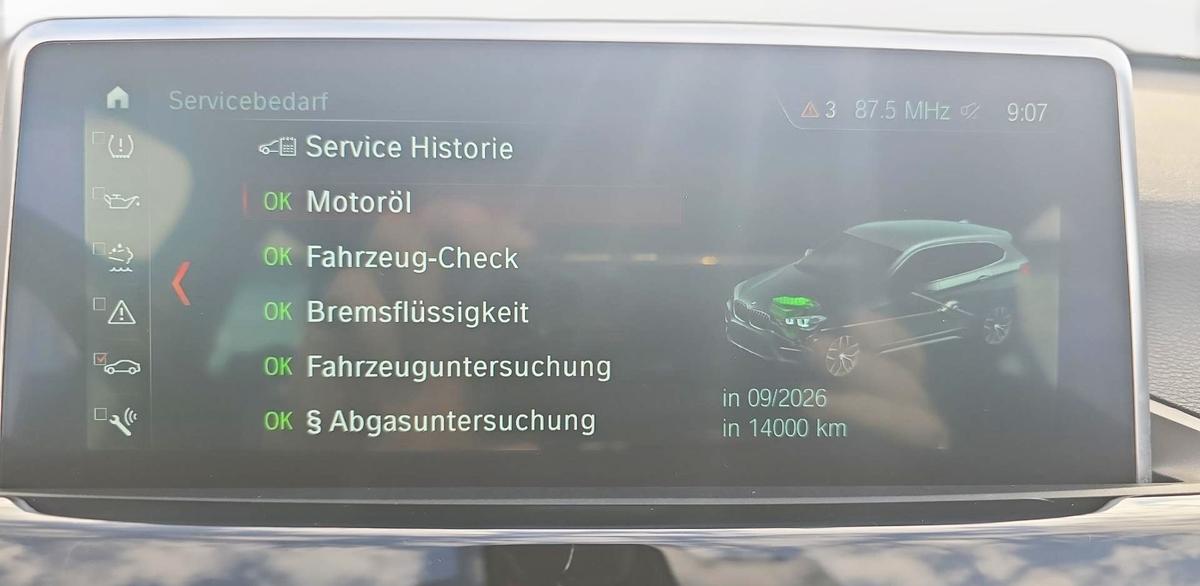 Servicebedarf
3 87.5 MHz 9:07
Service Historie
OK Motoröl
OK Fahrzeug-Check
OK Bremsflüssigkeit
OK Fahrzeuguntersuchung
OK § Abgasuntersuchung
in 09/2026
in 14000 km